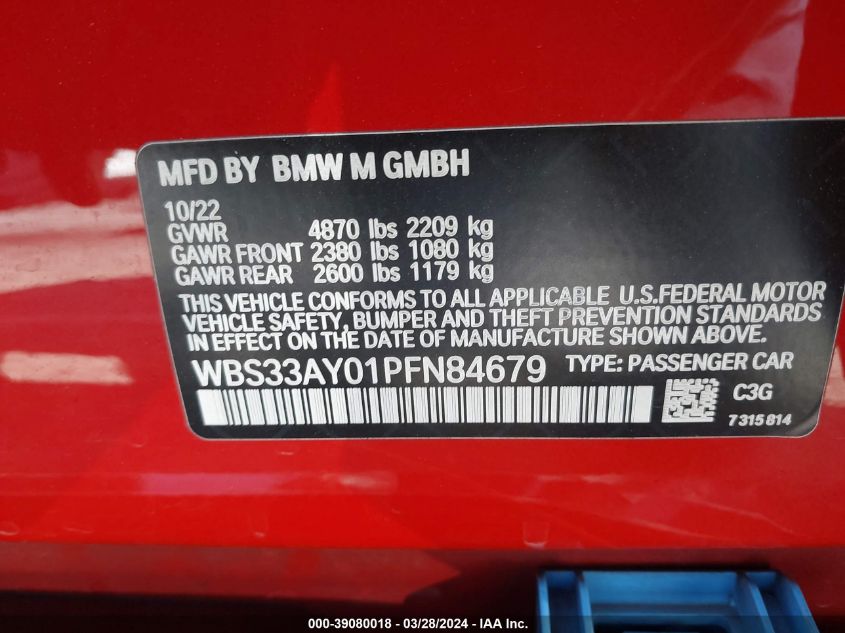 MFD BY BMW M GMBH
10/22
GVWR 4870 lbs 2209 kg
GAWR FRONT 2380 lbs 1080 kg
GAWR REAR 2600 lbs 1179 kg
THIS VEHICLE CONFORMS TO ALL APPLICABLE U.S.FEDERAL MOTOR
VEHICLE SAFETY, BUMPER AND THEFT PREVENTION STANDARDS
IN EFFECT ON THE DATE OF MANUFACTURE SHOWN ABOVE.
WBS33AY01PFN84679 TYPE: PASSENGER CAR
C3G
7 315 814
000-39080018 - 03/28/2024 - IAA Inc.